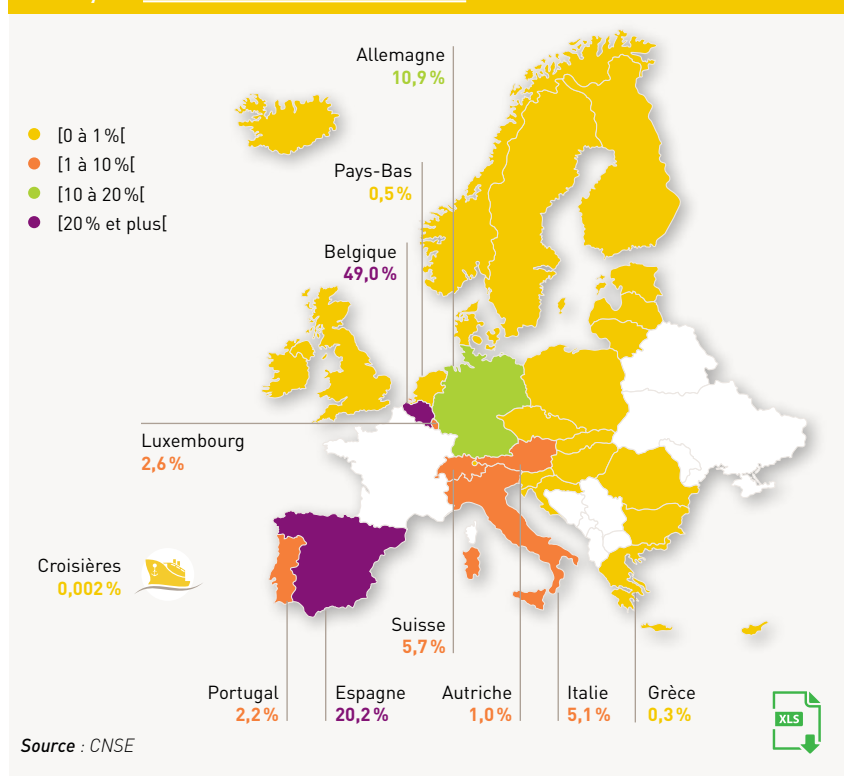 Allemagne
10,9 %
[0 à 1 %[
[1 à 10 %[
[10 à 20 %[
[20 % et plus[
Pays-Bas
0,5 %
Belgique
49,0 %
Luxembourg
2,6 %
Croisières
0,002 %
Suisse
5,7 %
Portugal
2,2 %
Espagne
20,2 %
Autriche
1,0 %
Italie
5,1 %
Grèce
0,3 %
XLS
Source : CNSE